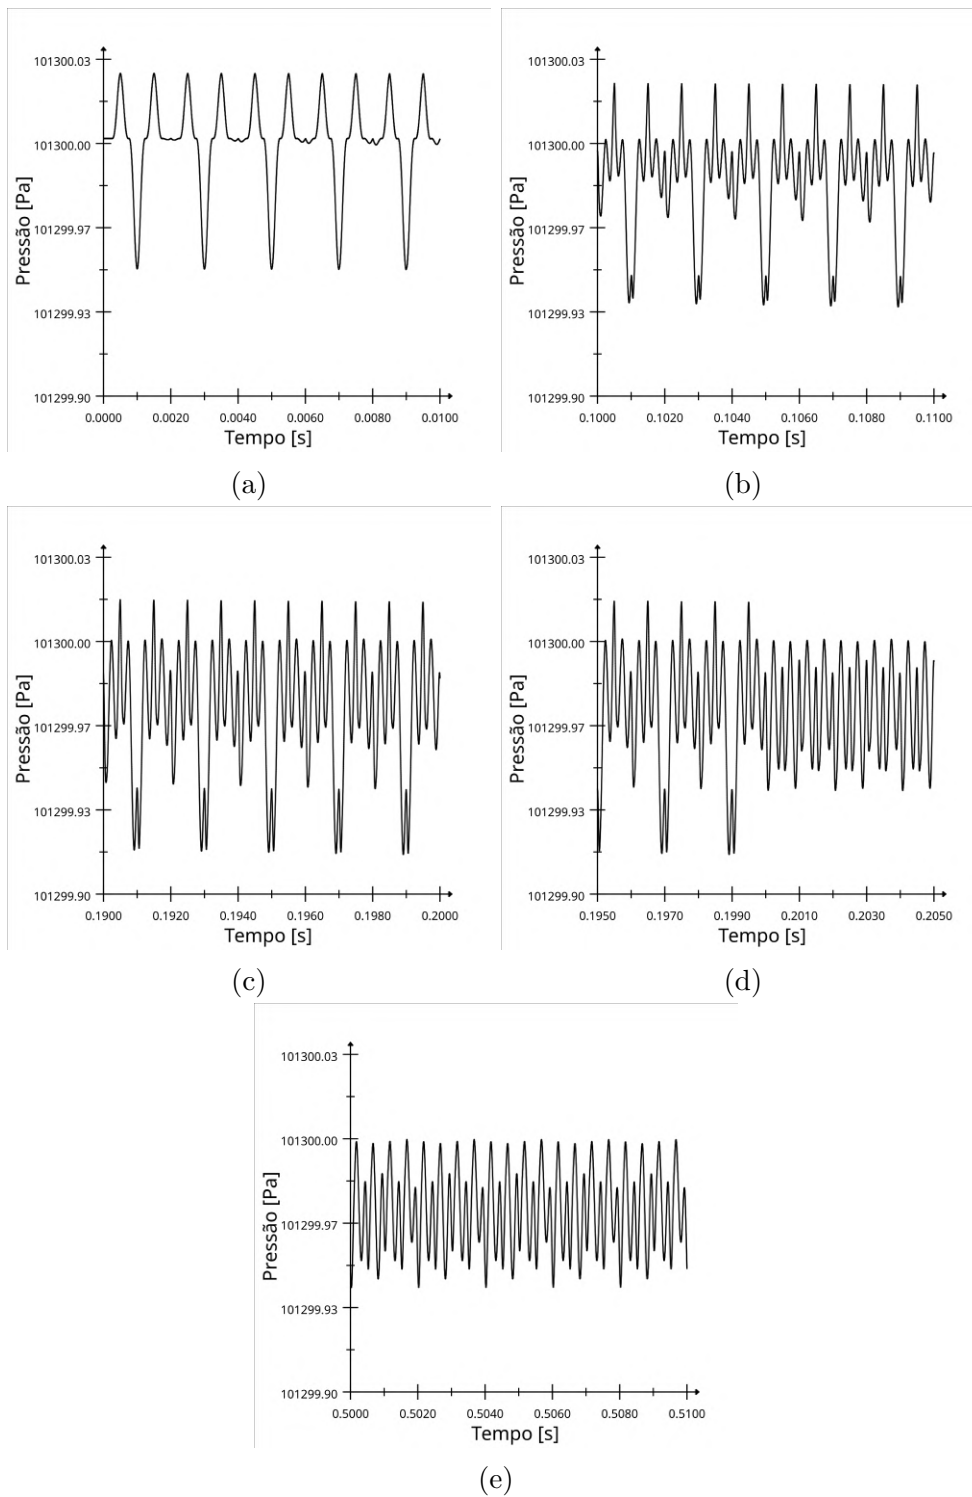 101300.03
101300.00
101299.97
101299.93
101299.90
Pressão [Pa]
0.0000 0.0020 0.0040 0.0060 0.0080 0.0100
Tempo [s]
(a)
101300.03
101300.00
101299.97
101299.93
101299.90
Pressão [Pa]
0.1000 0.1020 0.1040 0.1060 0.1080 0.1100
Tempo [s]
(b)
101300.03
101300.00
101299.97
101299.93
101299.90
Pressão [Pa]
0.1900 0.1920 0.1940 0.1960 0.1980 0.2000
Tempo [s]
(c)
101300.03
101300.00
101299.97
101299.93
101299.90
Pressão [Pa]
0.1950 0.1970 0.1990 0.2010 0.2030 0.2050
Tempo [s]
(d)
101300.03
101300.00
101299.97
101299.93
101299.90
Pressão [Pa]
0.5000 0.5020 0.5040 0.5060 0.5080 0.5100
Tempo [s]
(e)